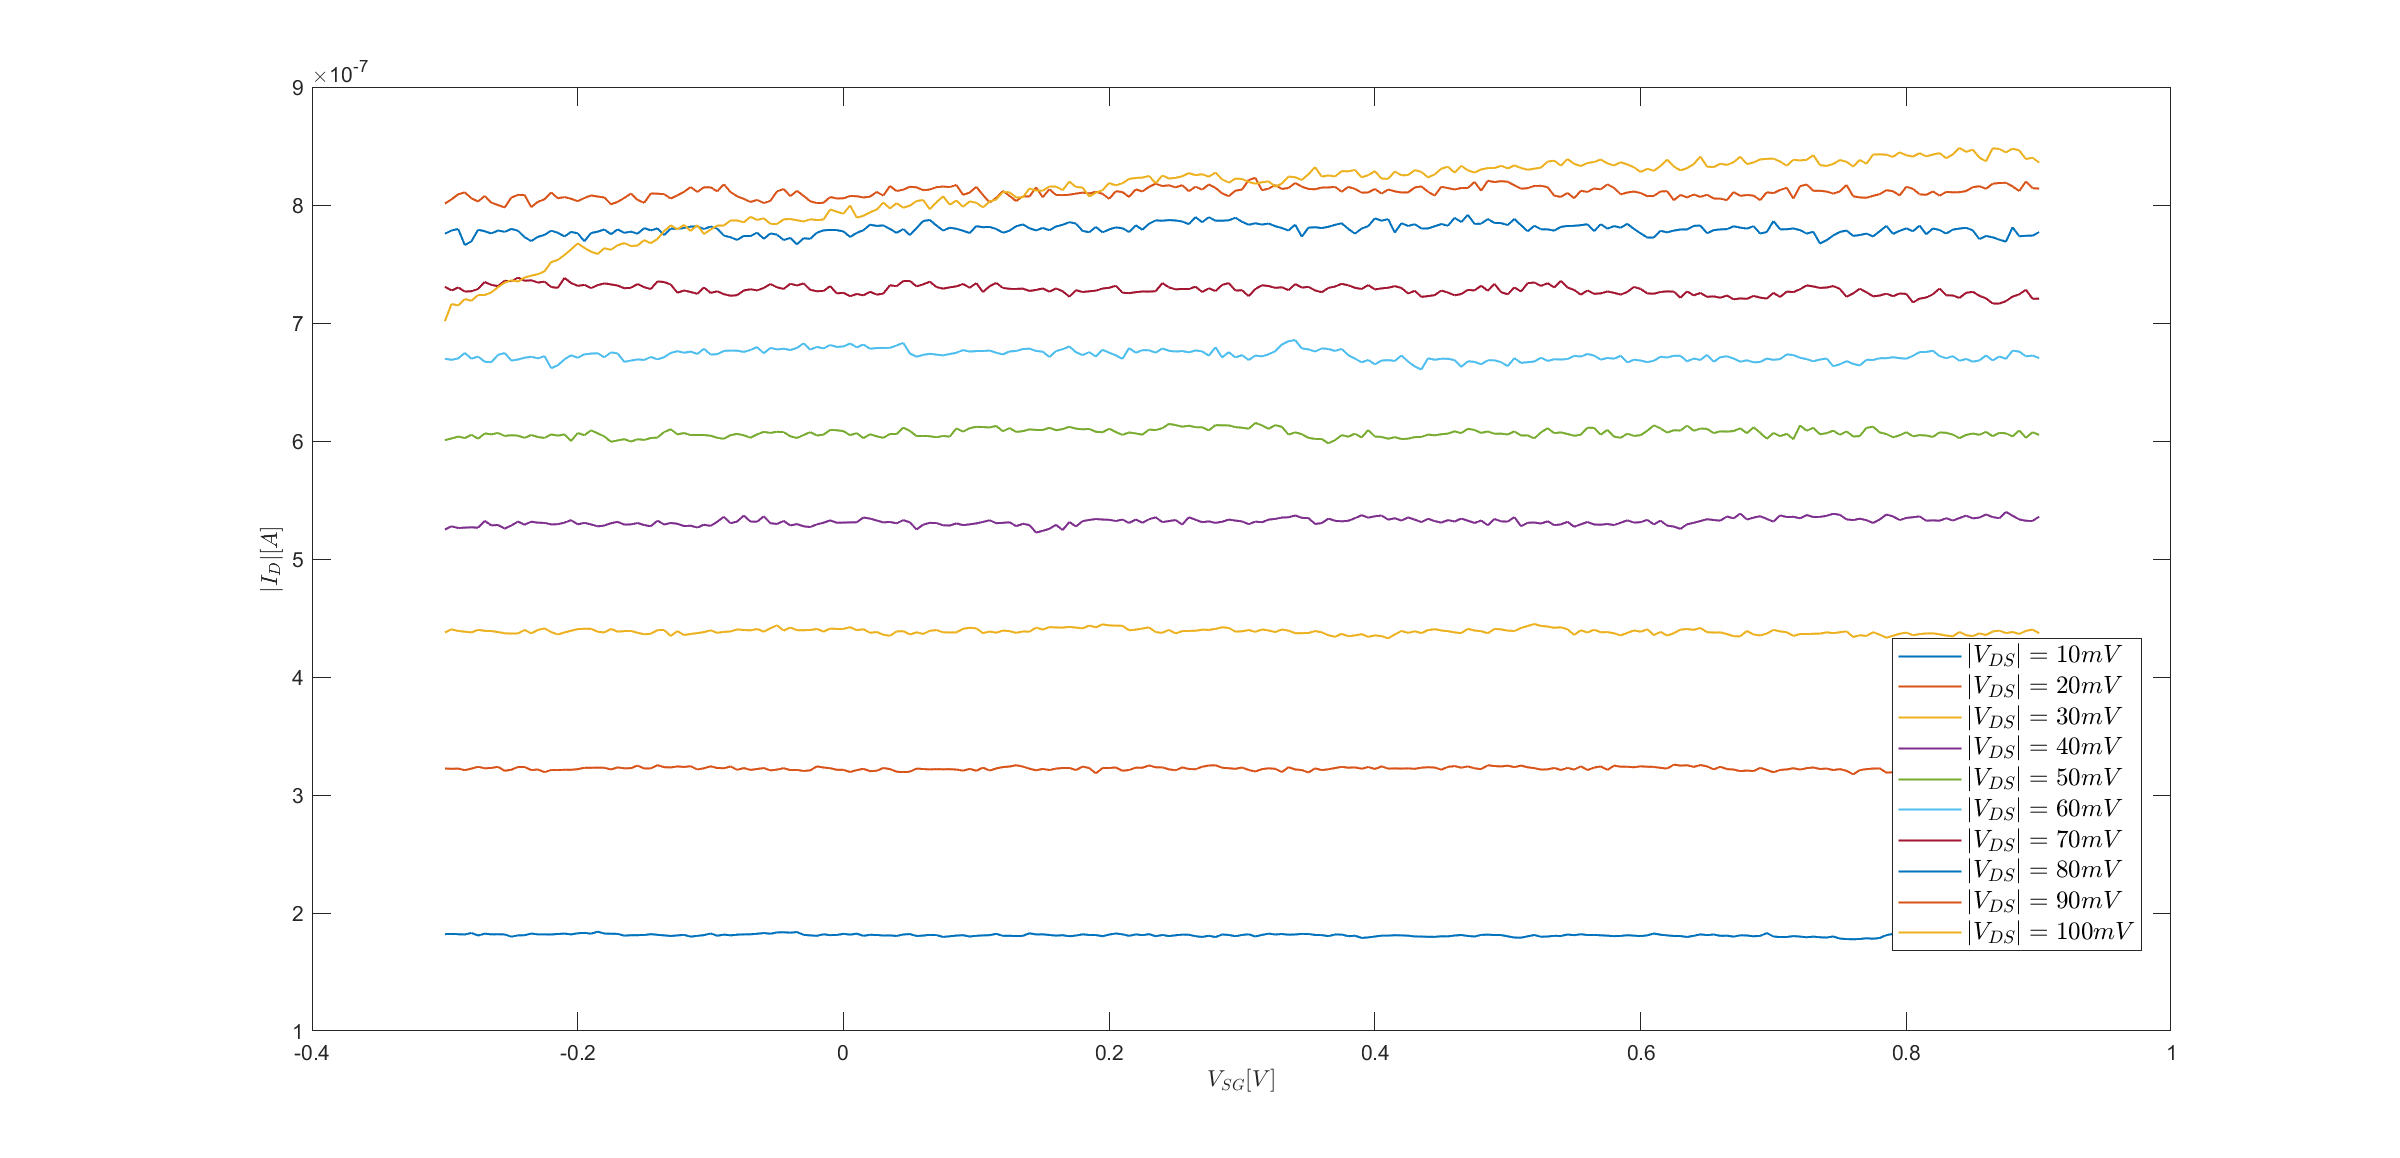 ×10-7
9
8
7
6
5
4
3
2
1
|I_D|[A]
-0.4 -0.2 0 0.2 0.4 0.6 0.8 1
V_SG[V]
|V_DS| = 10mV
|V_DS| = 20mV
|V_DS| = 30mV
|V_DS| = 40mV
|V_DS| = 50mV
|V_DS| = 60mV
|V_DS| = 70mV
|V_DS| = 80mV
|V_DS| = 90mV
|V_DS| = 100mV